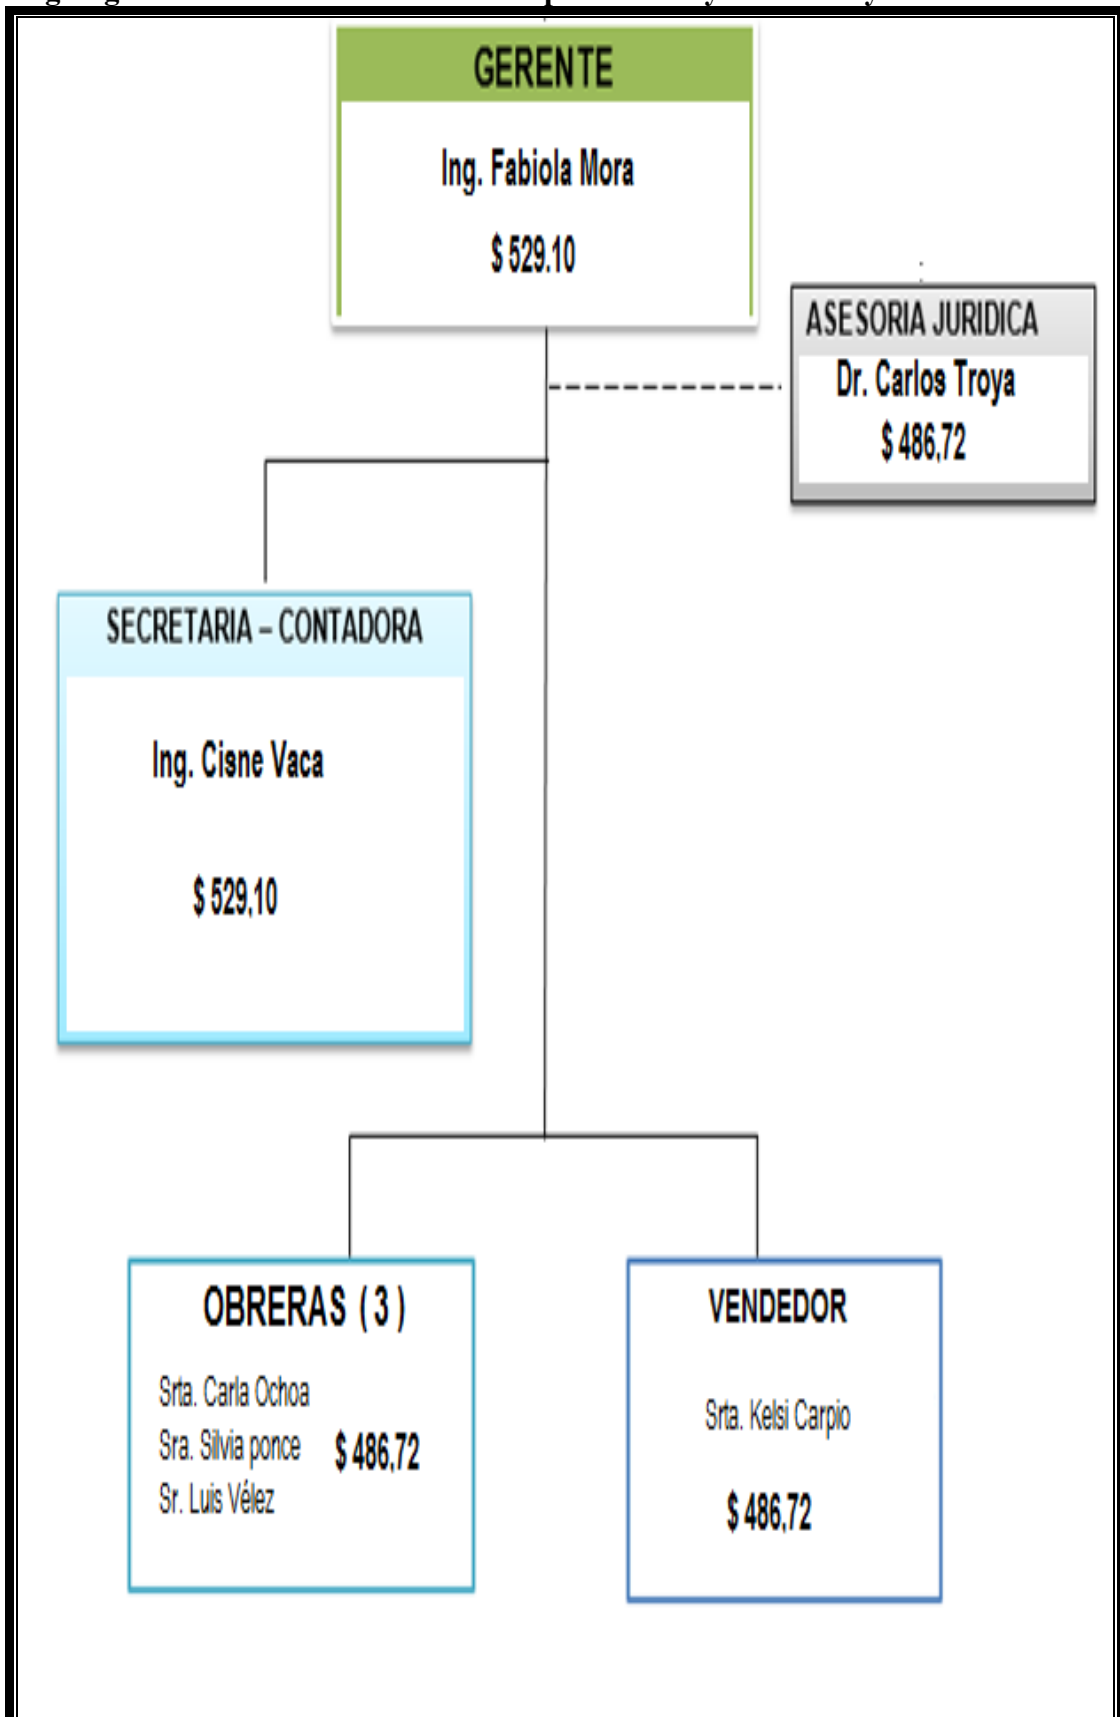 GERENTE
Ing. Fabiola Mora
$ 529.10
ASESORIA JURIDICA
Dr. Carlos Troya
$ 486,72
SECRETARIA – CONTADORA
Ing. Cisne Vaca
$ 529,10
OBRERAS ( 3 )
Srta. Carla Ochoa
Sra. Silvia ponce $ 486,72
Sr. Luis Vélez
VENDEDOR
Srta. Kelsi Carpio
$ 486,72